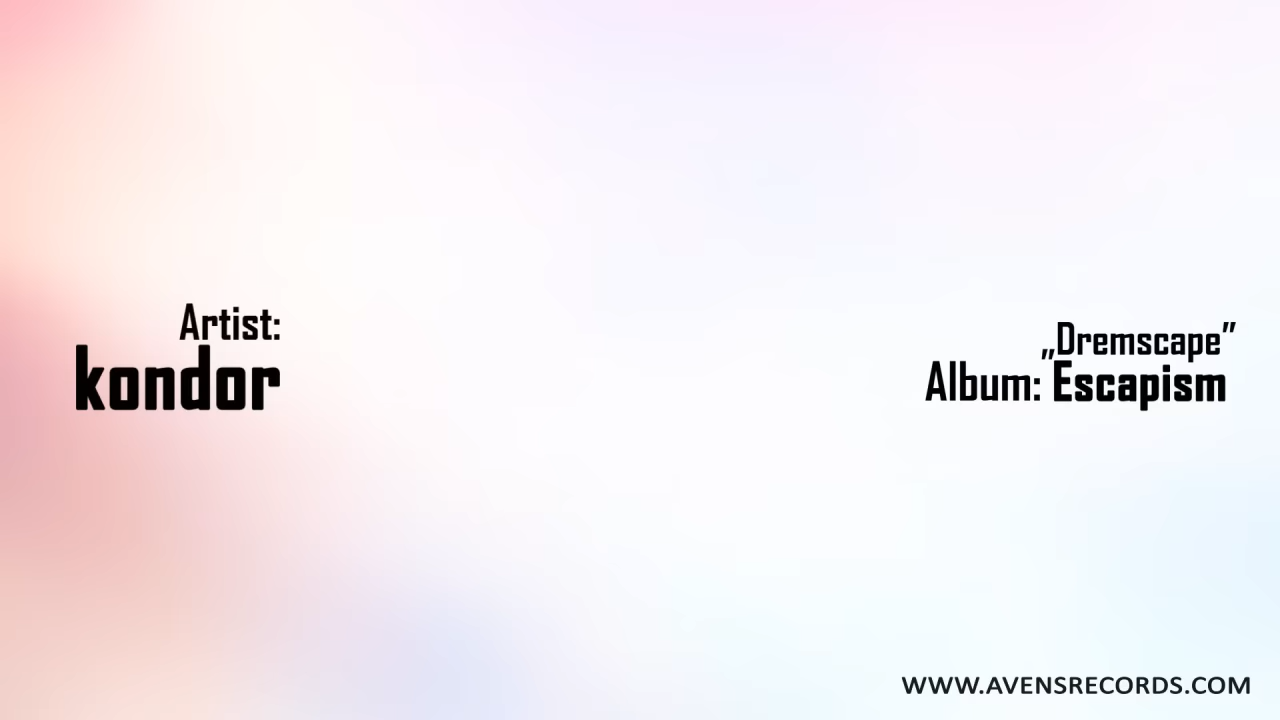 Artist:
kondor
„Dremscape”
Album: Escapism
WWW.AVENSRECORDS.COM